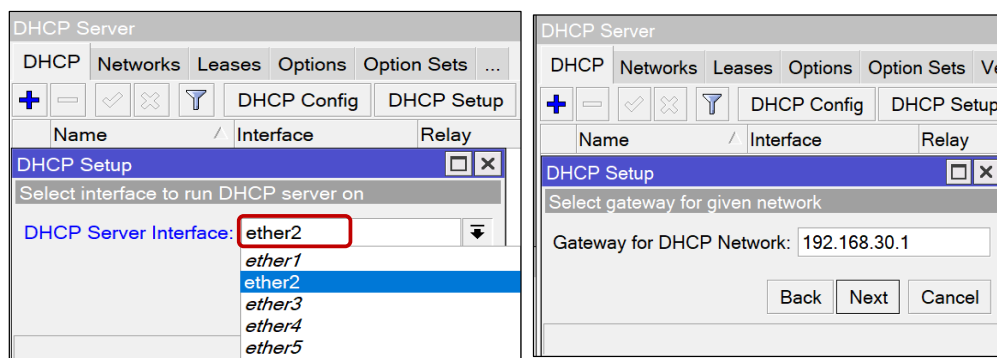 DHCP Server
DHCP Networks Leases Options Option Sets ...
DHCP Config DHCP Setup
Name Interface Relay
DHCP Setup
Select interface to run DHCP server on
DHCP Server Interface: ether2
ether1
ether2
ether3
ether4
ether5
DHCP Server
DHCP Networks Leases Options Option Sets Ve
DHCP Config DHCP Setup
Name Interface Relay
DHCP Setup
Select gateway for given network
Gateway for DHCP Network: 192.168.30.1
Back Next Cancel